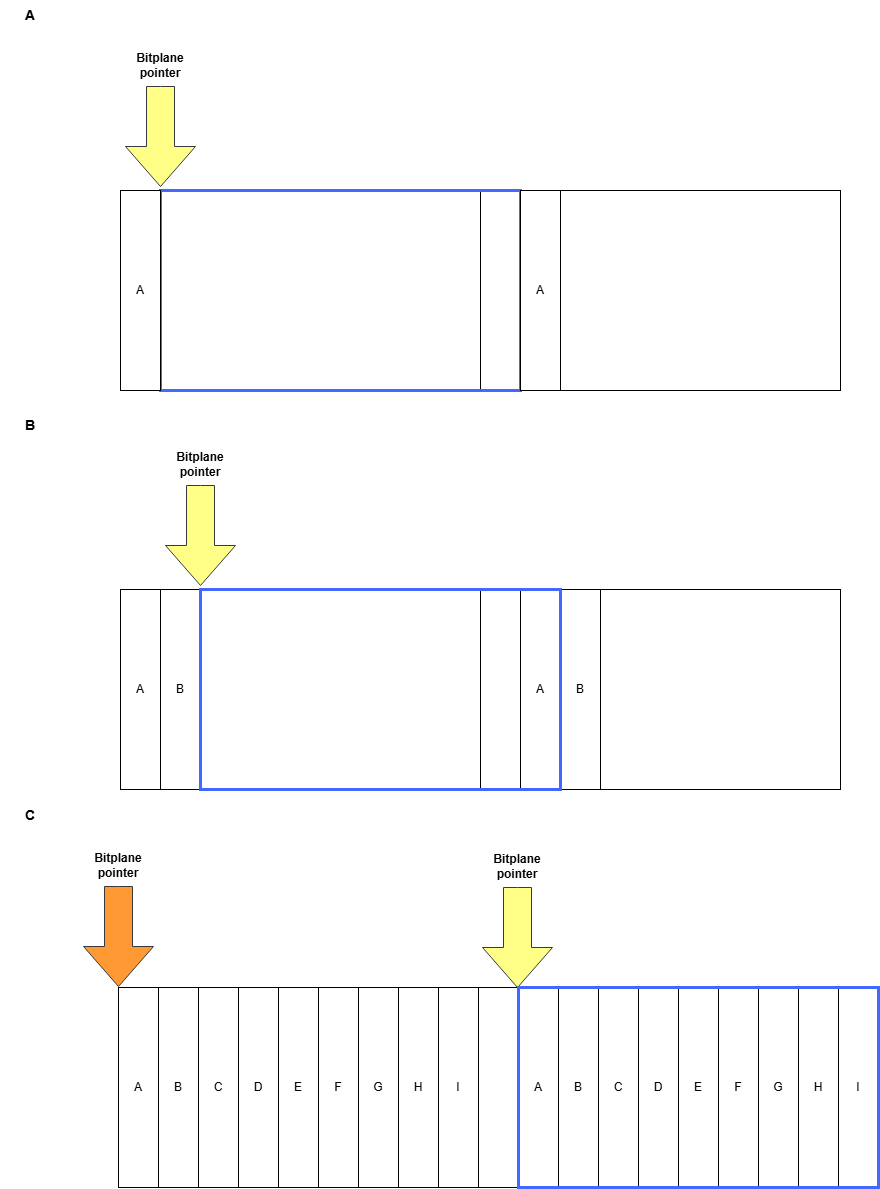 A
Bitplane
pointer
A A
B
Bitplane
pointer
A B A B
C
Bitplane
pointer
Bitplane
pointer
A B C D E F G H I A B C D E F G H I